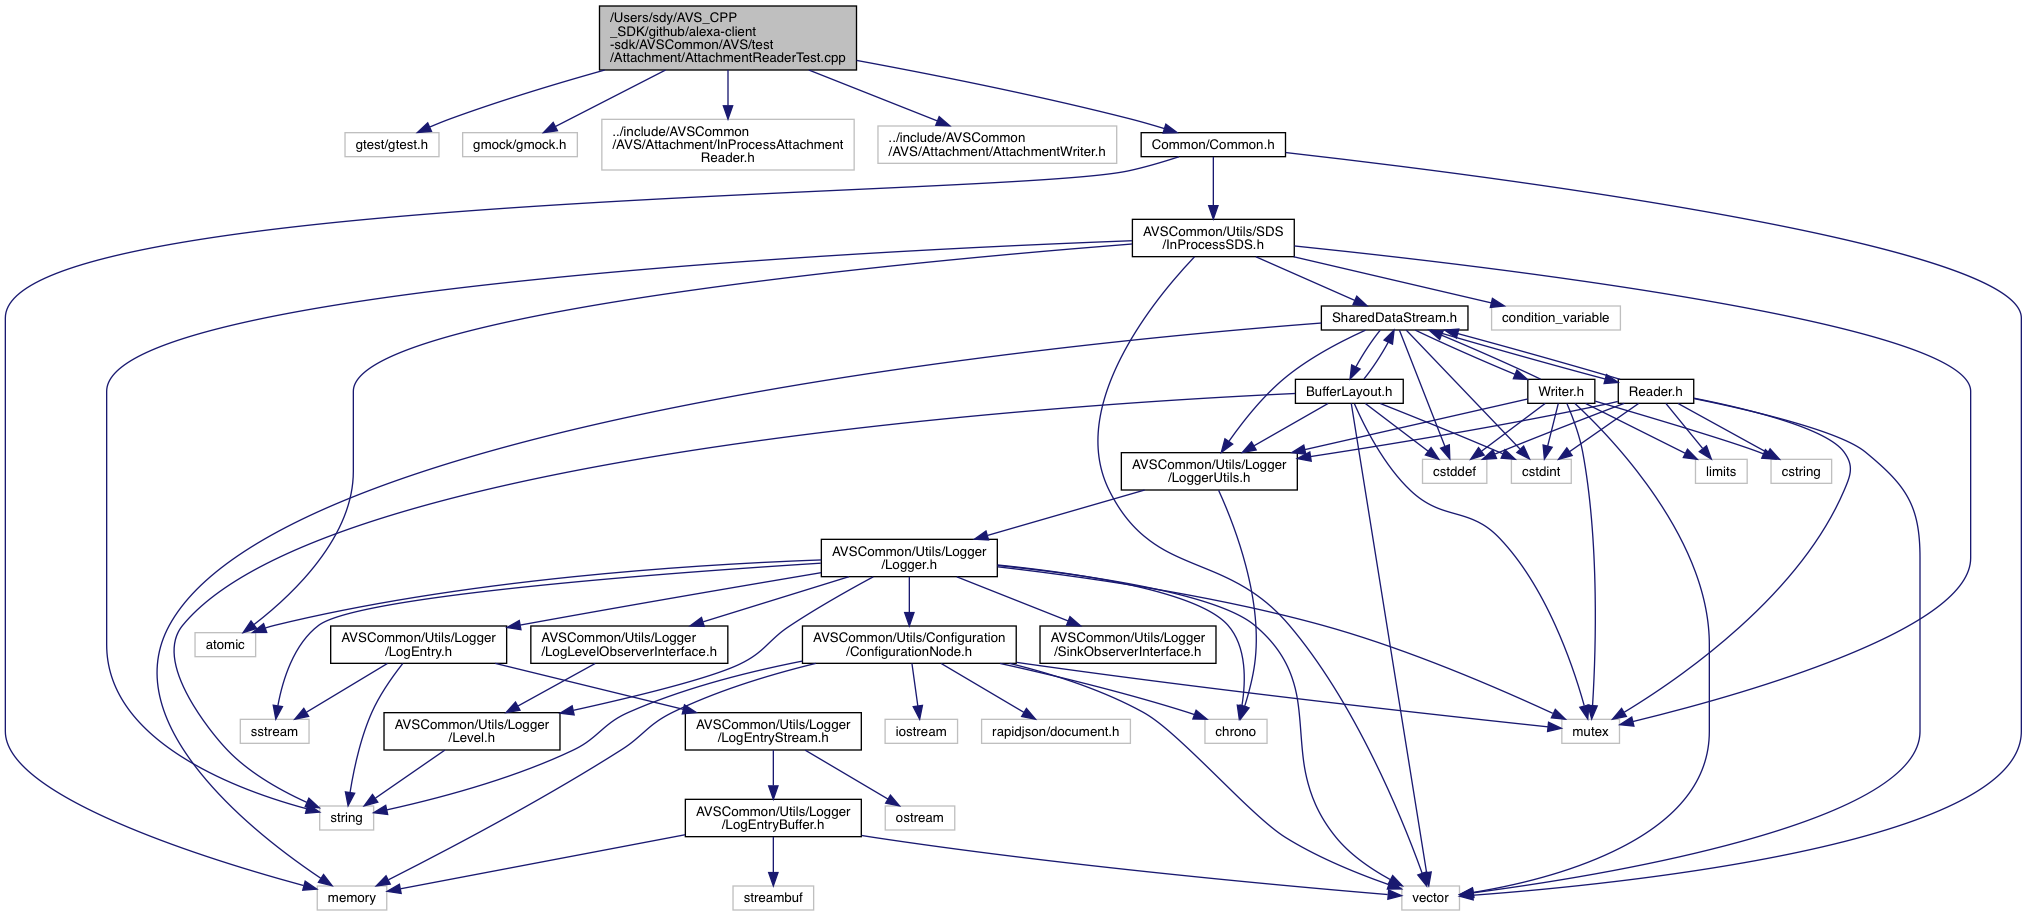 /Users/sdy/AVS_CPP
_SDK/github/alexa-client
-sdk/AVSCommon/AVS/test
/Attachment/AttachmentReaderTest.cpp
gtest/gtest.h
gmock/gmock.h
../include/AVSCommon
/AVS/Attachment/InProcessAttachment
Reader.h
../include/AVSCommon
/AVS/Attachment/AttachmentWriter.h
Common/Common.h
AVSCommon/Utils/SDS
/InProcessSDS.h
SharedDataStream.h
condition_variable
BufferLayout.h
Writer.h
Reader.h
AVSCommon/Utils/Logger
/LoggerUtils.h
cstddef
cstdint
limits
cstring
AVSCommon/Utils/Logger
/Logger.h
atomic
AVSCommon/Utils/Logger
/LogEntry.h
AVSCommon/Utils/Logger
/LogLevelObserverInterface.h
AVSCommon/Utils/Configuration
/ConfigurationNode.h
AVSCommon/Utils/Logger
/SinkObserverInterface.h
sstream
AVSCommon/Utils/Logger
/Level.h
AVSCommon/Utils/Logger
/LogEntryStream.h
iostream
rapidjson/document.h
chrono
mutex
string
AVSCommon/Utils/Logger
/LogEntryBuffer.h
ostream
memory
streambuf
vector